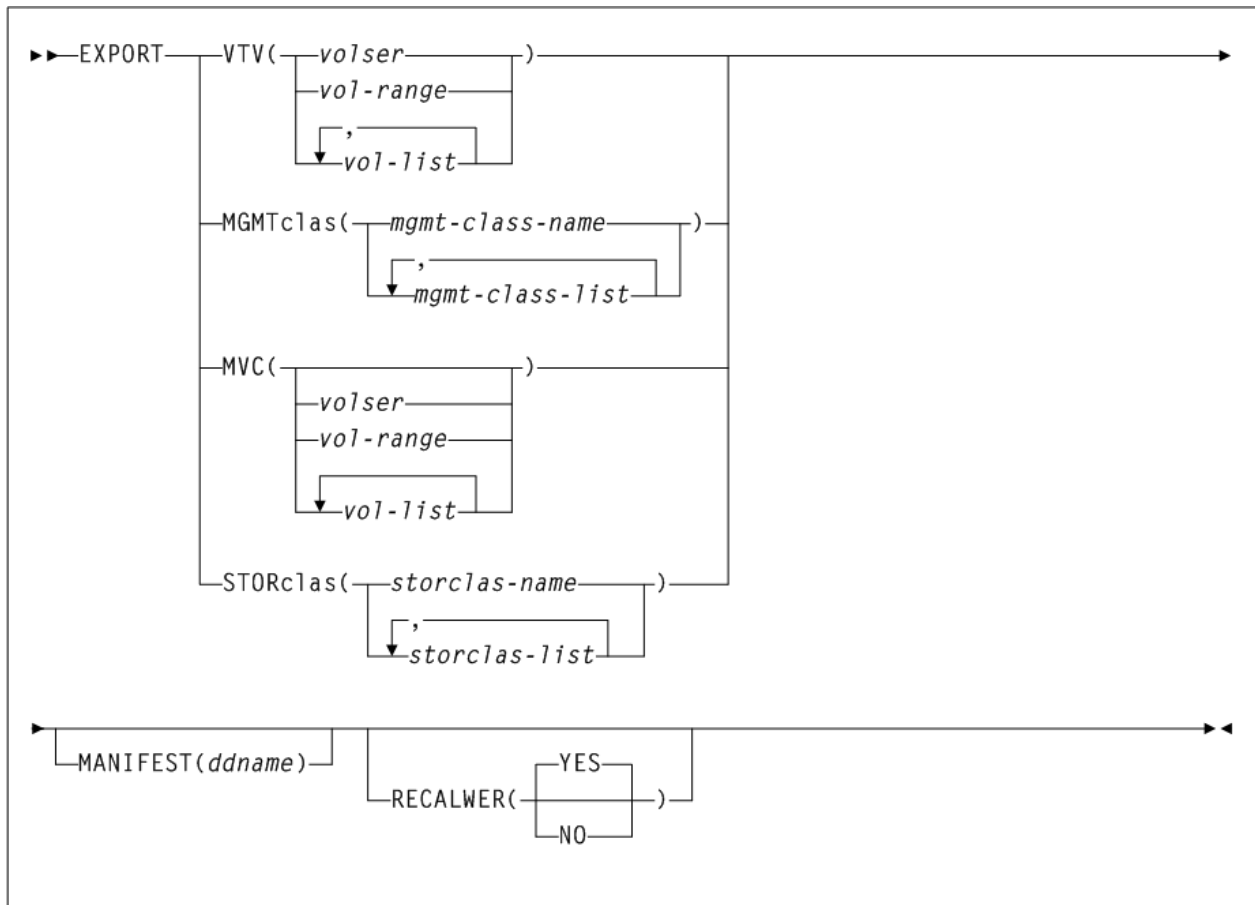 EXPORT VTV( volser )
vol-range
,
vol-list
MGMTclas( mgmt-class-name )
,
mgmt-class-list
MVC( )
volser
vol-range
vol-list
STORclas( storclas-name )
,
storclas-list
MANIFEST(ddname)
YES
RECALWER( )
NO